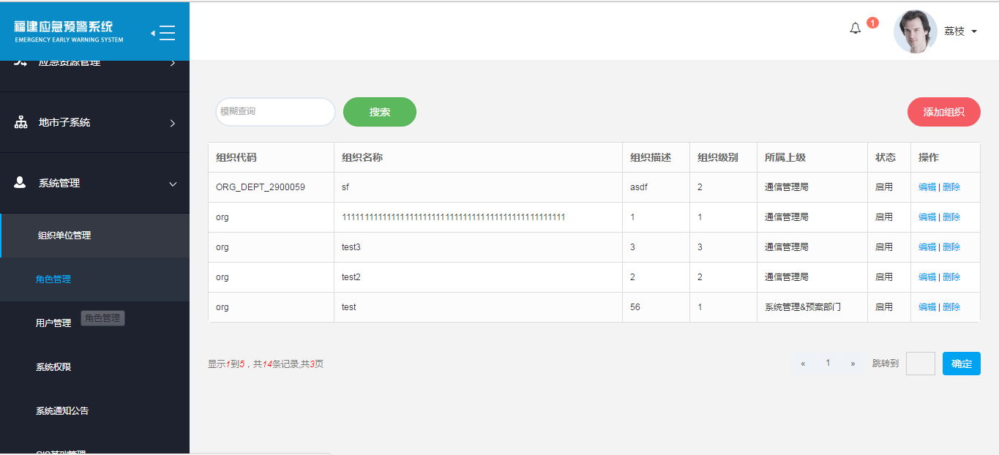 福建应急预警系统
EMERGENCY EARLY WARNING SYSTEM
1
荔枝
应急资源管理
地市子系统
系统管理
组织单位管理
角色管理
用户管理
角色管理
系统权限
系统通知公告
GIS基础管理
模糊查询
搜索
添加组织
组织代码 组织名称 组织描述 组织级别 所属上级 状态 操作
ORG_DEPT_2900059 sf asdf 2 通信管理局 启用 编辑 | 删除
org 11111111111111111111111111111111111111111111111111 1 1 通信管理局 启用 编辑 | 删除
org test3 3 3 通信管理局 启用 编辑 | 删除
org test2 2 2 通信管理局 启用 编辑 | 删除
org test 56 1 系统管理&预案部门 启用 编辑 | 删除
显示1到5，共14条记录,共3页
« 1 » 跳转到 确定